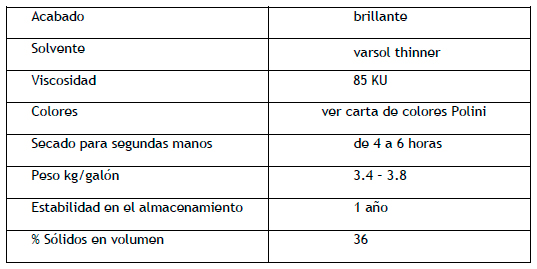 Acabado brillante
Solvente varsol thinner
Viscosidad 85 KU
Colores ver carta de colores Polini
Secado para segundas manos de 4 a 6 horas
Peso kg/galón 3.4 – 3.8
Estabilidad en el almacenamiento 1 año
% Sólidos en volumen 36